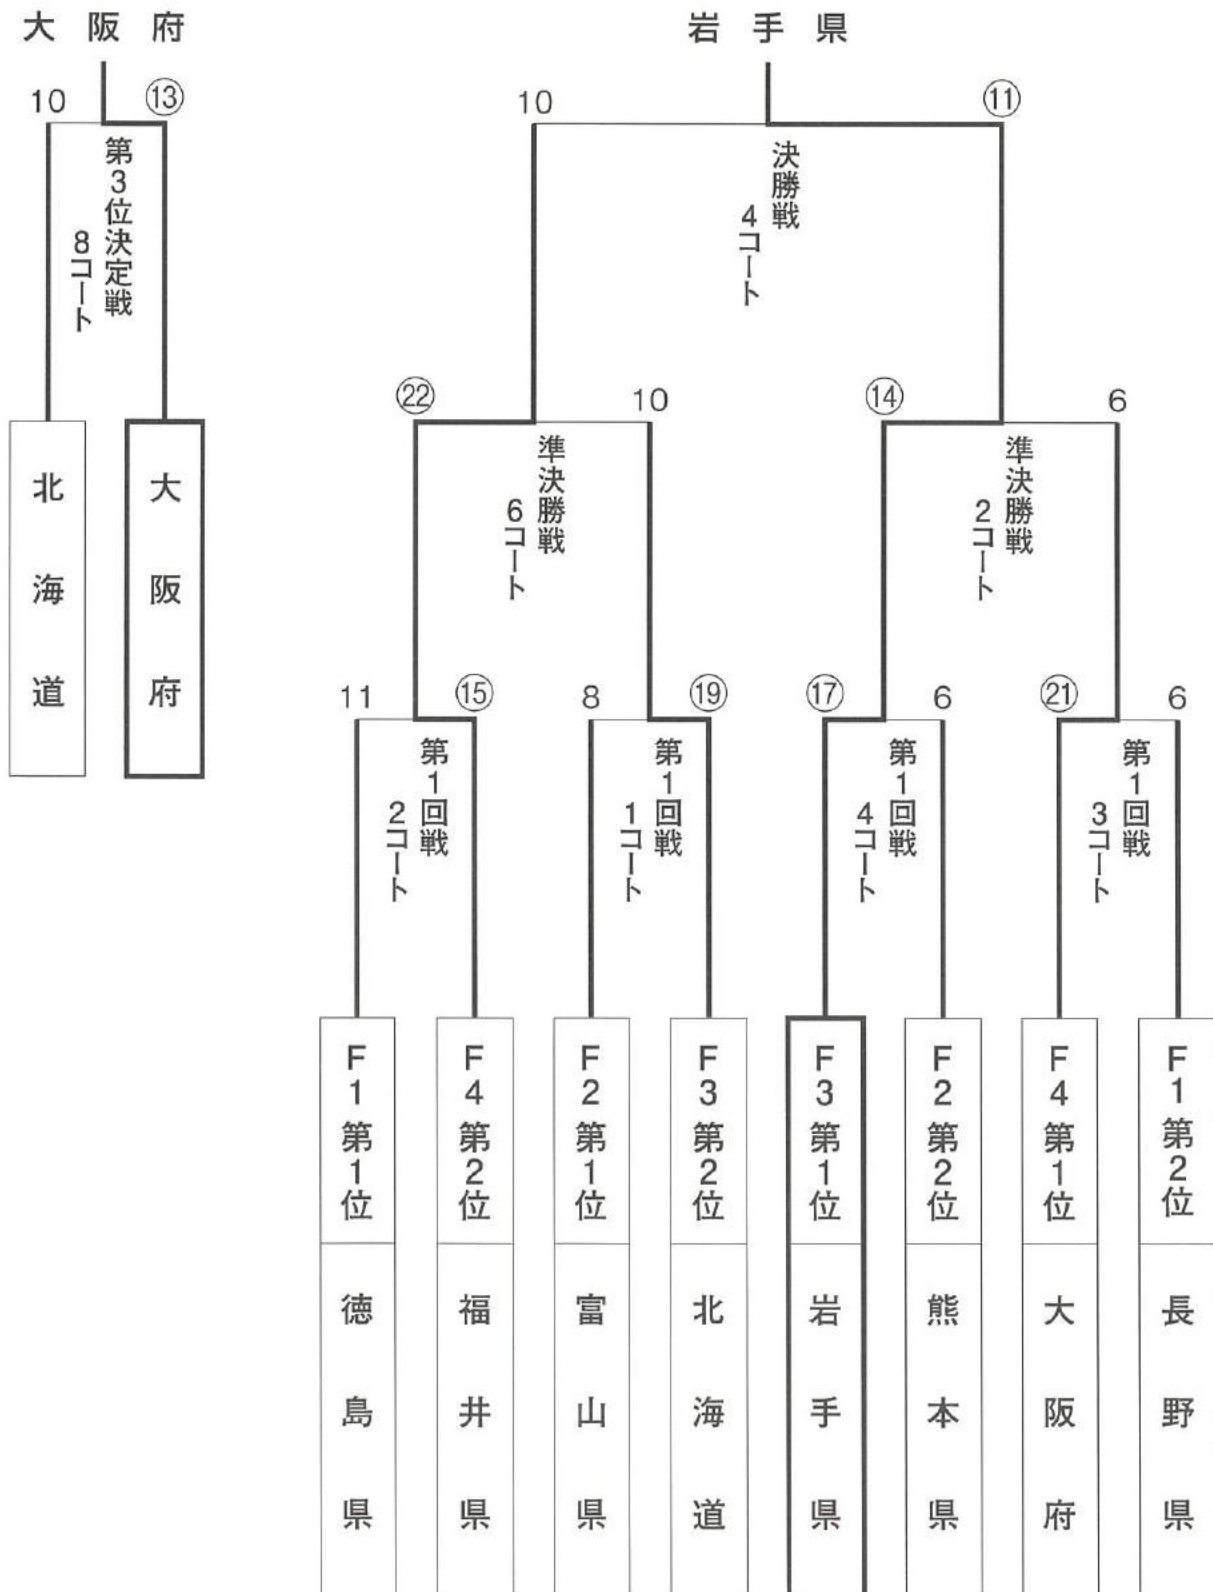 大阪府
岩手県
10
⑬
第3位決定戦
8コート
北海道
大阪府
10
⑪
決勝戦
4コート
㉒
10
準決勝戦
6コート
⑭
6
準決勝戦
2コート
11
⑮
第1回戦
2コート
8
⑲
第1回戦
1コート
⑰
6
第1回戦
4コート
㉑
6
第1回戦
3コート
F1第1位
徳島県
F4第2位
福井県
F2第1位
富山県
F3第2位
北海道
F3第1位
岩手県
F2第2位
熊本県
F4第1位
大阪府
F1第2位
長野県